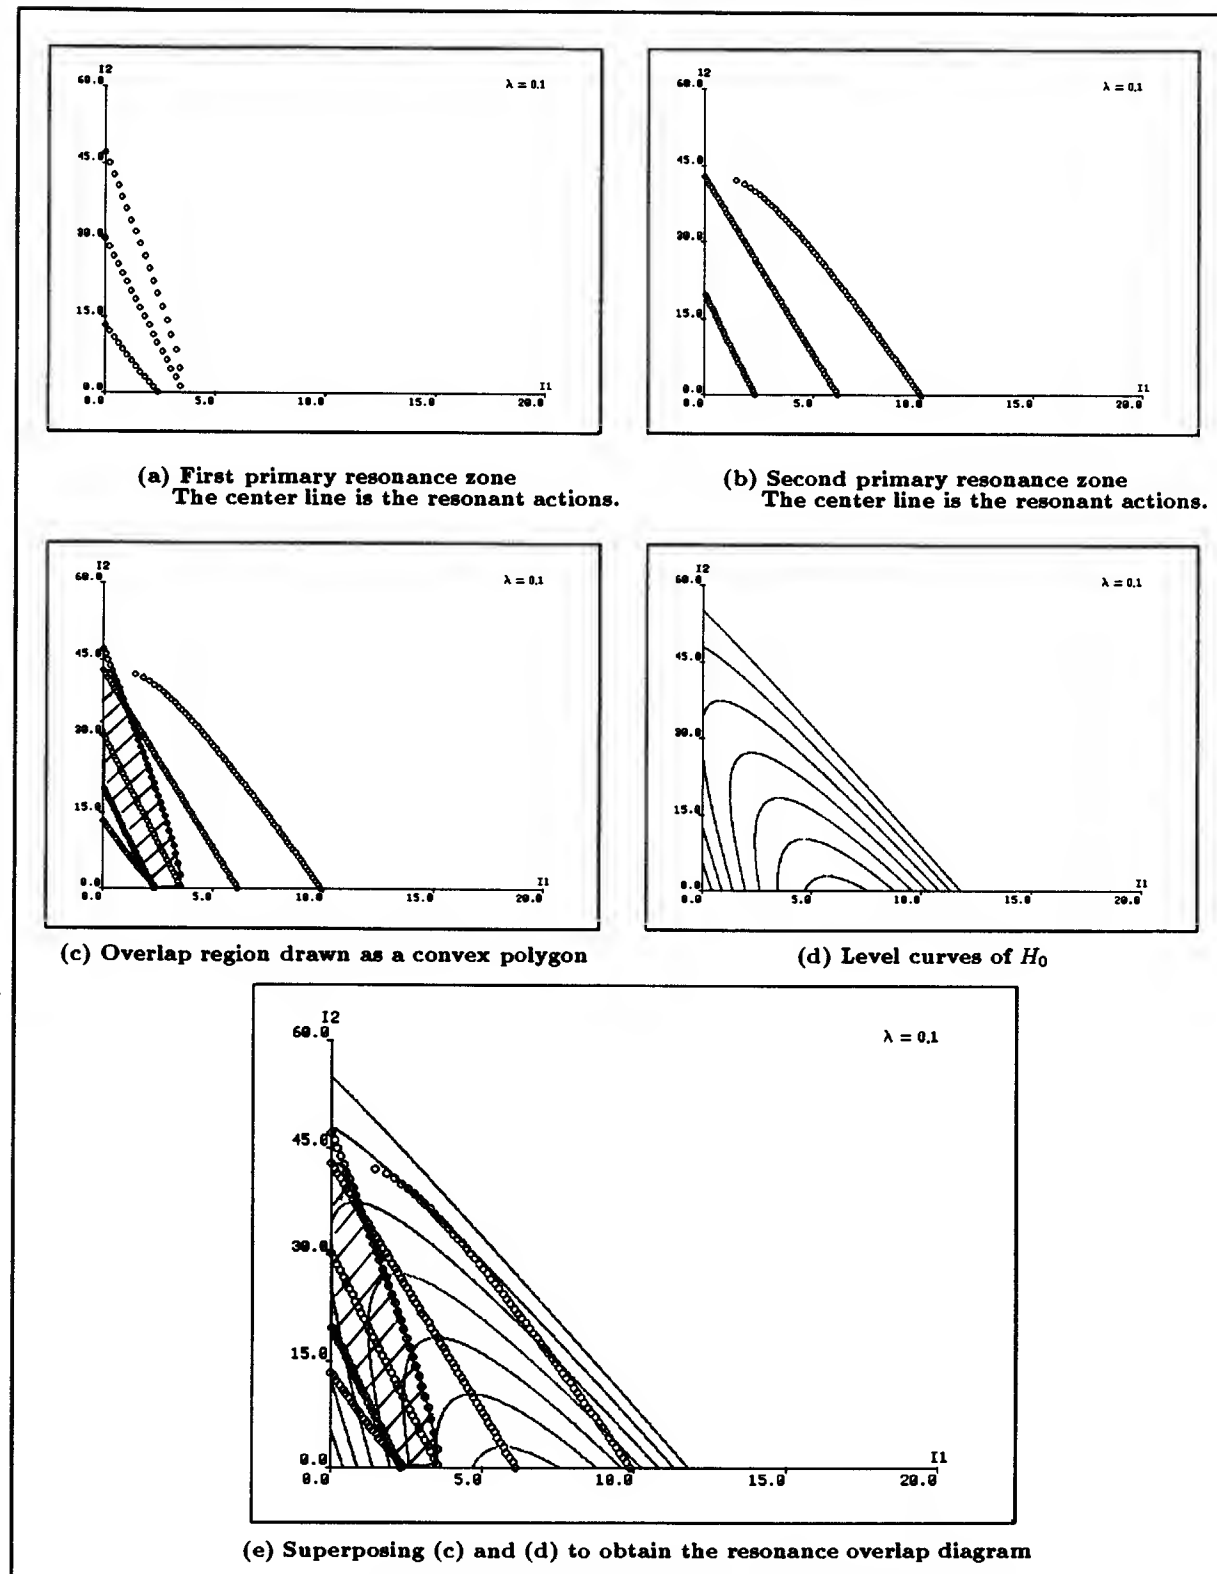 I2
60.0
λ = 0.1
45.0
30.0
15.0
0.0
0.0 5.0 10.0 15.0 20.0
I1
(a) First primary resonance zone
The center line is the resonant actions.
I2
60.0
λ = 0.1
45.0
30.0
15.0
0.0
0.0 5.0 10.0 15.0 20.0
I1
(b) Second primary resonance zone
The center line is the resonant actions.
I2
60.0
λ = 0.1
45.0
30.0
15.0
0.0
0.0 5.0 10.0 15.0 20.0
I1
(c) Overlap region drawn as a convex polygon
I2
60.0
λ = 0.1
45.0
30.0
15.0
0.0
0.0 5.0 10.0 15.0 20.0
I1
(d) Level curves of H₀
I2
60.0
λ = 0.1
45.0
30.0
15.0
0.0
0.0 5.0 10.0 15.0 20.0
I1
(e) Superposing (c) and (d) to obtain the resonance overlap diagram